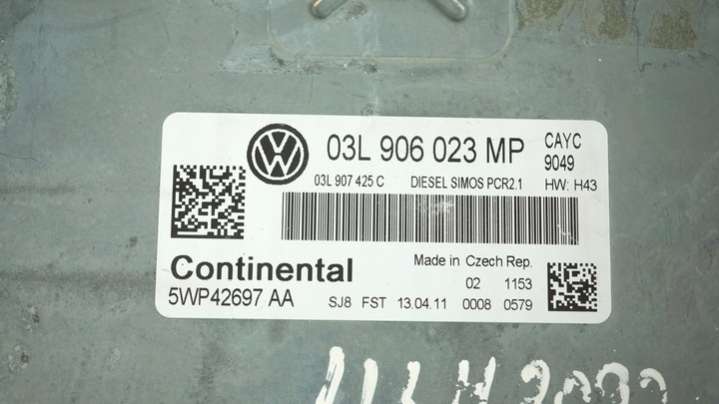 VW 03L 906 023 MP CAYC
9049
03L 907 425 C DIESEL SIMOS PCR2.1 HW: H43
Continental Made in Czech Rep.
02 1153
5WP42697 AA SJ8 FST 13.04.11 0008 0579